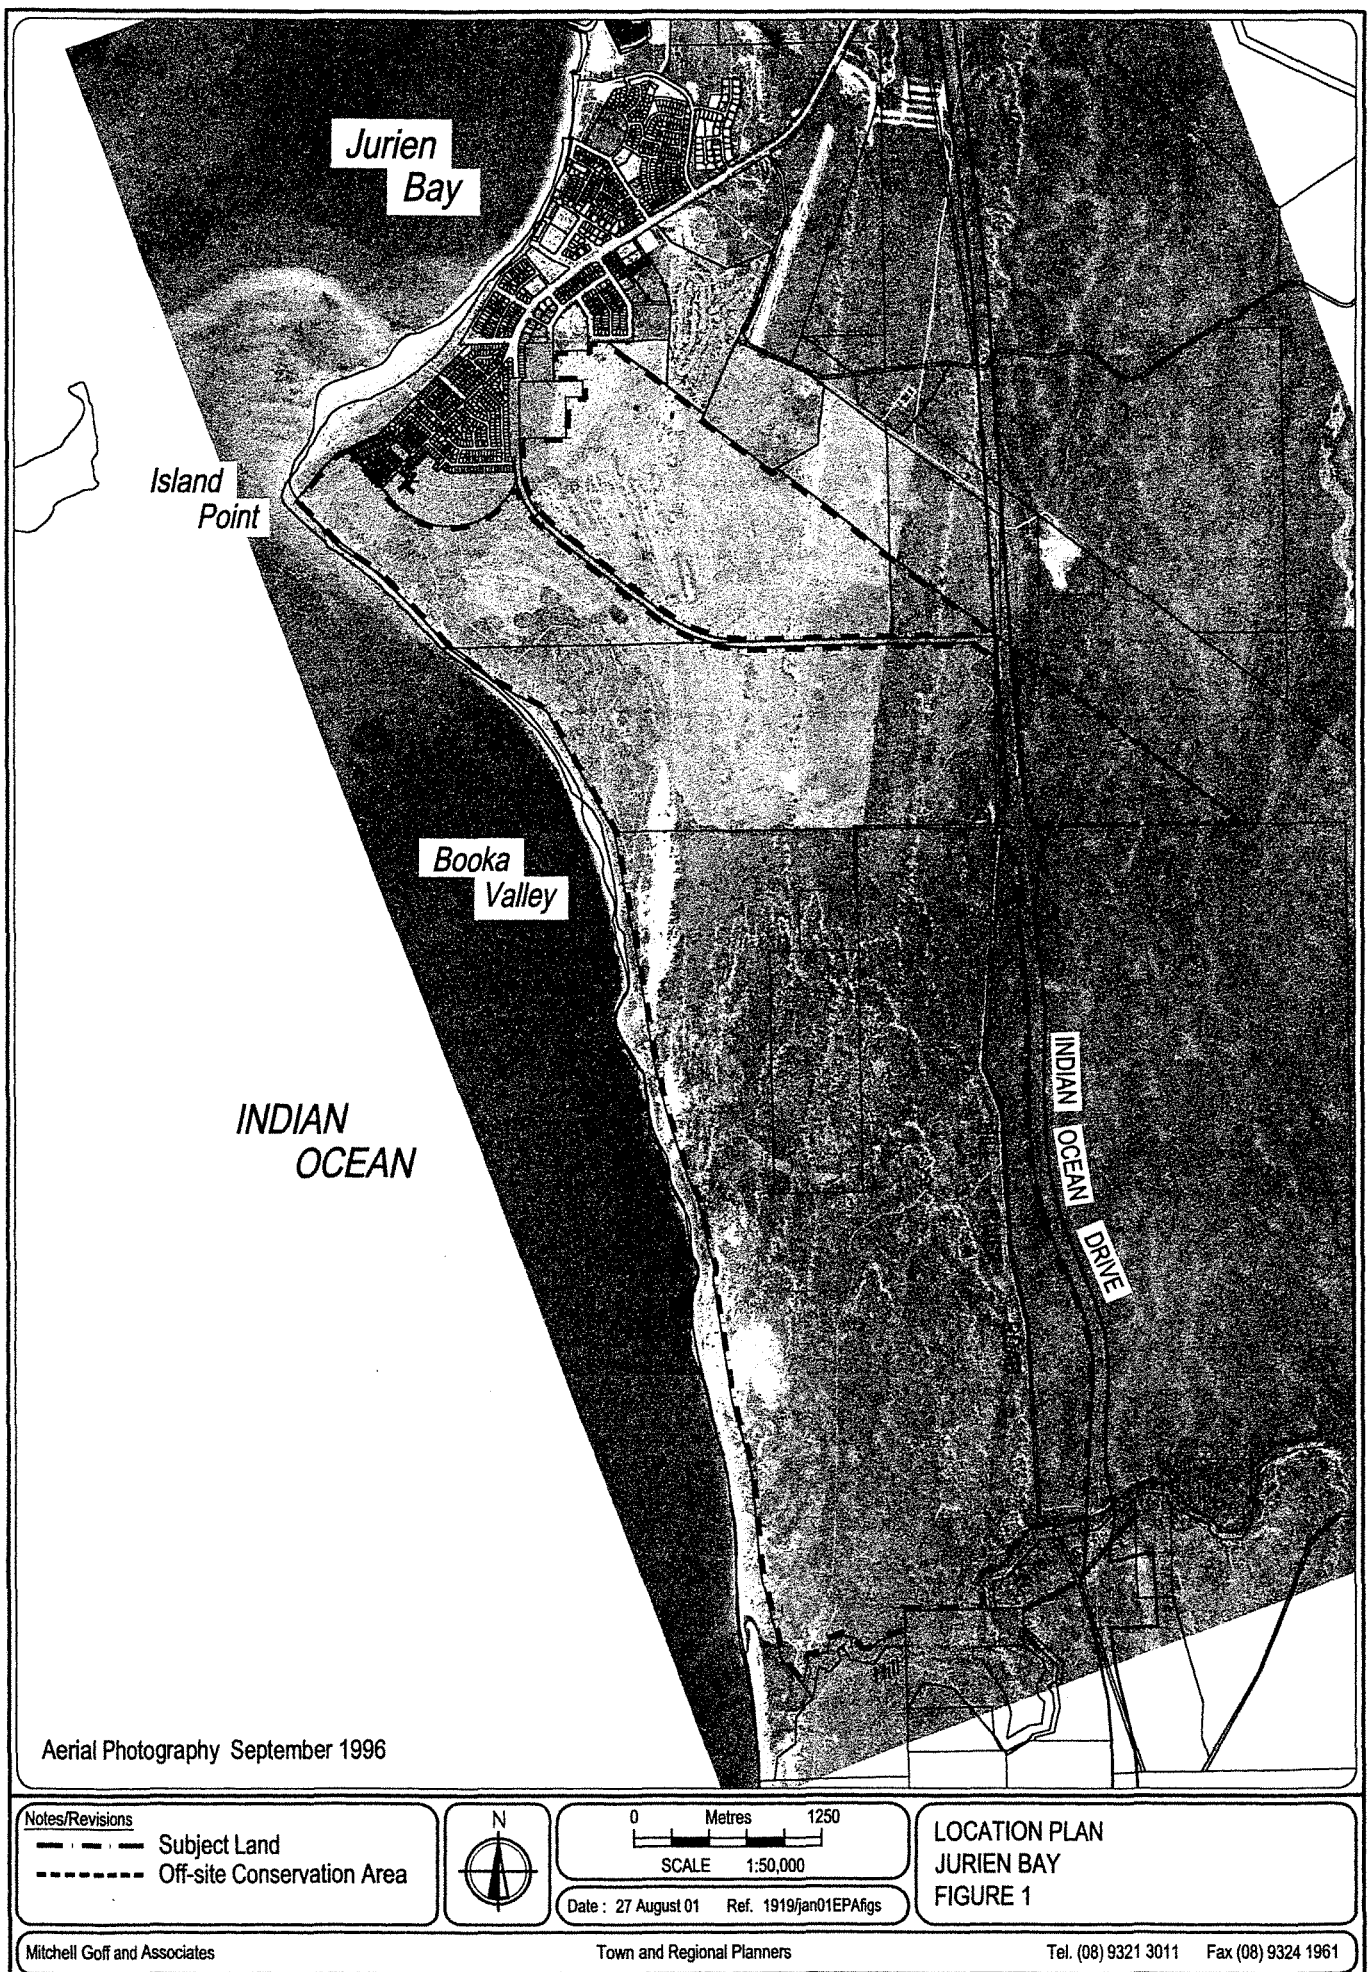 Jurien
Bay
Island
Point
Booka
Valley
INDIAN
OCEAN
INDIAN OCEAN DRIVE
Hill
Aerial Photography September 1996
Notes/Revisions
Subject Land
Off-site Conservation Area
N
0 Metres 1250
SCALE 1:50,000
Date : 27 August 01 Ref. 1919/jan01EPAfigs
LOCATION PLAN
JURIEN BAY
FIGURE 1
Mitchell Goff and Associates Town and Regional Planners Tel. (08) 9321 3011 Fax (08) 9324 1961